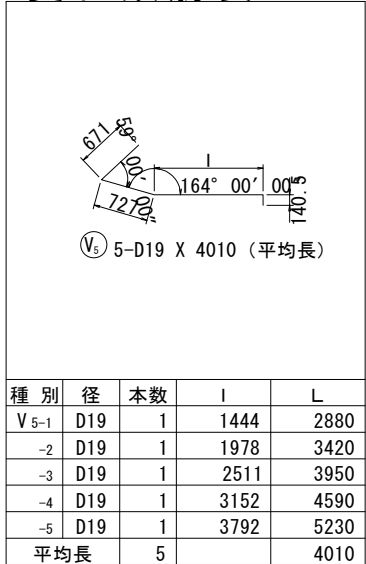 671
59°
00′
00″
727
l
164° 00′ 00″
140.5
V5 5-D19 X 4010 (平均長)
種 別 径 本数 l L
V 5-1 D19 1 1444 2880
-2 D19 1 1978 3420
-3 D19 1 2511 3950
-4 D19 1 3152 4590
-5 D19 1 3792 5230
平均長 5 4010